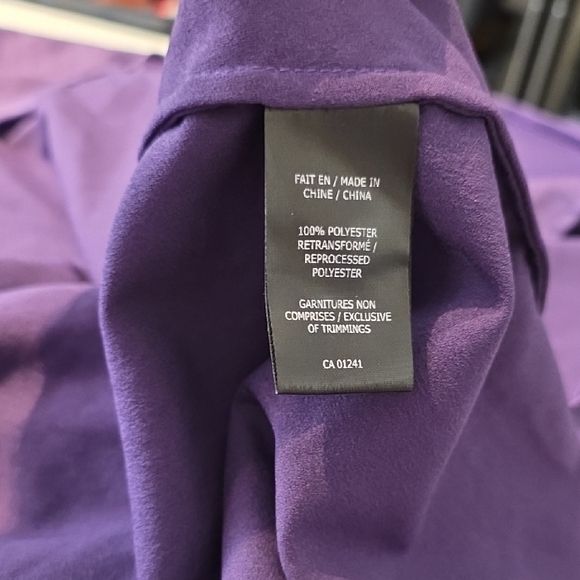 FAIT EN / MADE IN
CHINE / CHINA
100% POLYESTER
RETRANSFORMÉ /
REPROCESSED
POLYESTER
GARNITURES NON
COMPRISES / EXCLUSIVE
OF TRIMMINGS
CA 01241